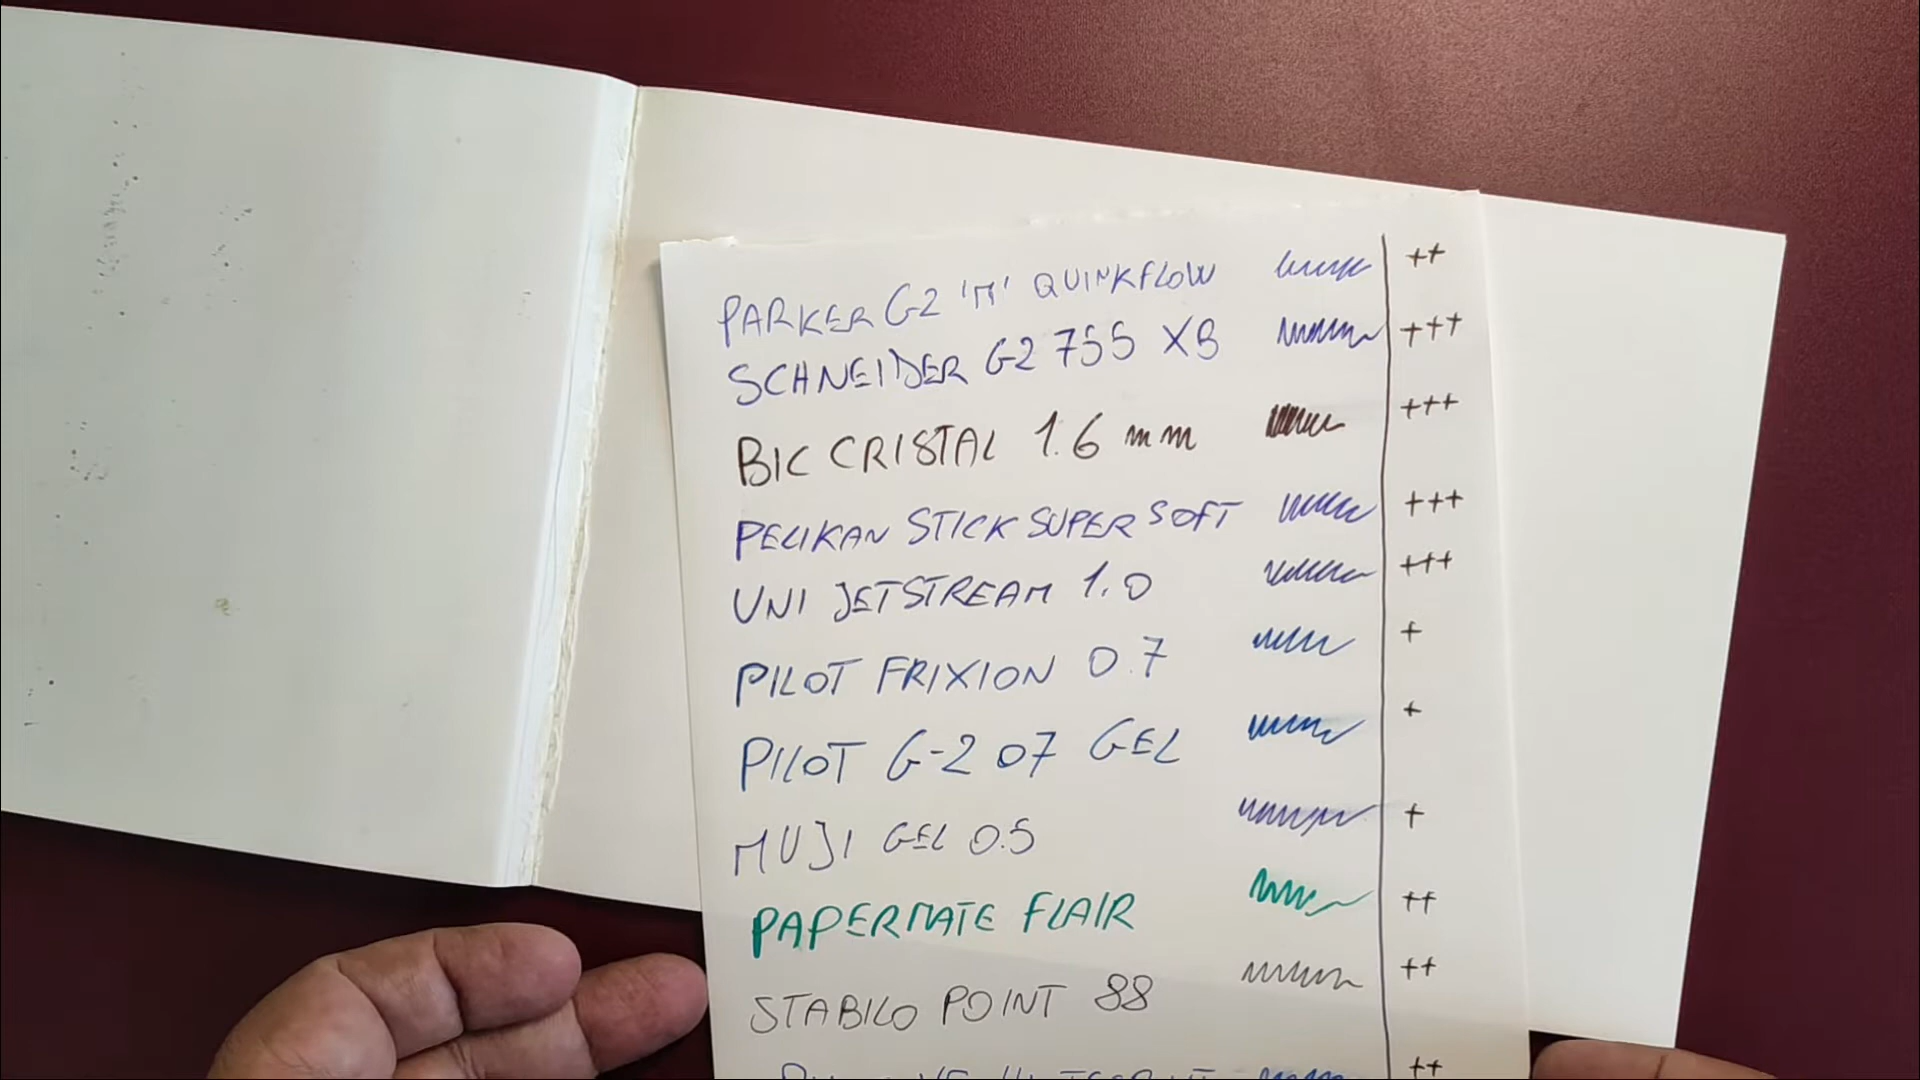 PARKER G2 'M' QUINKFLOW ++
SCHNEIDER G2 755 XB +++
BIC CRISTAL 1.6 mm +++
PELIKAN STICK SUPER SOFT +++
UNI JETSTREAM 1.0 +++
PILOT FRIXION 0.7 +
PILOT G-2 07 GEL +
MUJI GEL 0.5 +
PAPERMATE FLAIR ++
STABILO POINT 88 ++
++